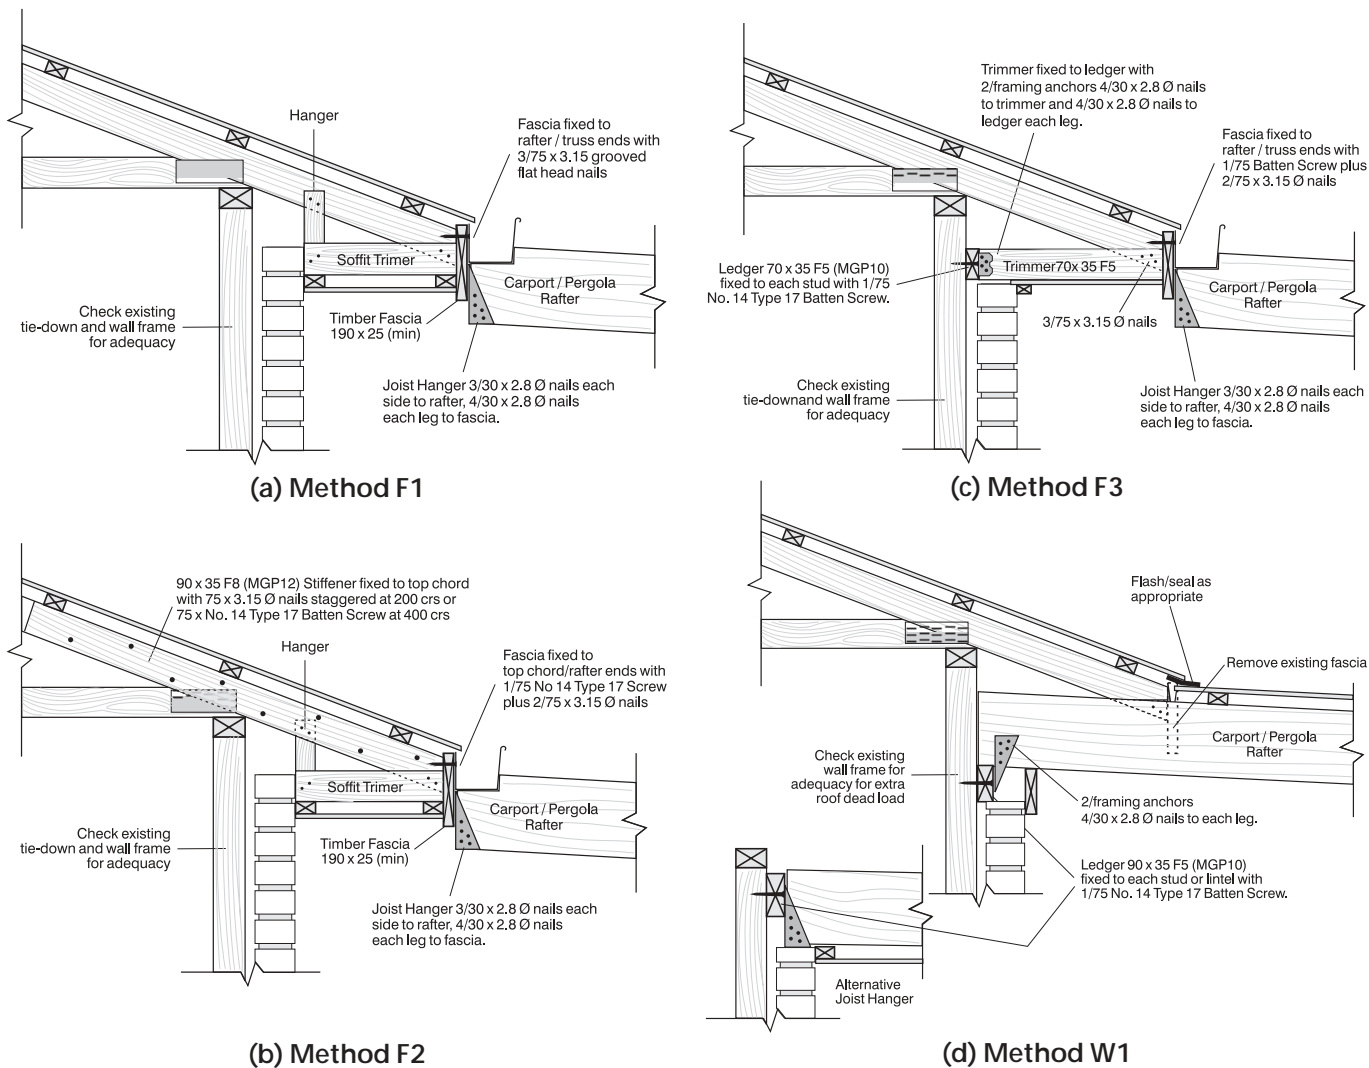 Hanger
Fascia fixed to
rafter / truss ends with
3/75 x 3.15 grooved
flat head nails
Soffit Trimer
Carport / Pergola
Rafter
Check existing
tie-down and wall frame
for adequacy
Timber Fascia
190 x 25 (min)
Joist Hanger 3/30 x 2.8 Ø nails each
side to rafter, 4/30 x 2.8 Ø nails
each leg to fascia.
(a) Method F1
Trimmer fixed to ledger with
2/framing anchors 4/30 x 2.8 Ø nails
to trimmer and 4/30 x 2.8 Ø nails to
ledger each leg.
Fascia fixed to
rafter / truss ends with
1/75 Batten Screw plus
2/75 x 3.15 Ø nails
Ledger 70 x 35 F5 (MGP10)
fixed to each stud with 1/75
No. 14 Type 17 Batten Screw.
Trimmer70x 35 F5
Carport / Pergola
Rafter
3/75 x 3.15 Ø nails
Check existing
tie-downand wall frame
for adequacy
Joist Hanger 3/30 x 2.8 Ø nails each
side to rafter, 4/30 x 2.8 Ø nails
each leg to fascia.
(c) Method F3
90 x 35 F8 (MGP12) Stiffener fixed to top chord
with 75 x 3.15 Ø nails staggered at 200 crs or
75 x No. 14 Type 17 Batten Screw at 400 crs
Hanger
Fascia fixed to
top chord/rafter ends with
1/75 No 14 Type 17 Screw
plus 2/75 x 3.15 Ø nails
Soffit Trimer
Carport / Pergola
Rafter
Check existing
tie-down and wall frame
for adequacy
Timber Fascia
190 x 25 (min)
Joist Hanger 3/30 x 2.8 Ø nails each
side to rafter, 4/30 x 2.8 Ø nails
each leg to fascia.
(b) Method F2
Flash/seal as
appropriate
Remove existing fascia
Carport / Pergola
Rafter
Check existing
wall frame for
adequacy for extra
roof dead load
2/framing anchors
4/30 x 2.8 Ø nails to each leg.
Ledger 90 x 35 F5 (MGP10)
fixed to each stud or lintel with
1/75 No. 14 Type 17 Batten Screw.
Alternative
Joist Hanger
(d) Method W1